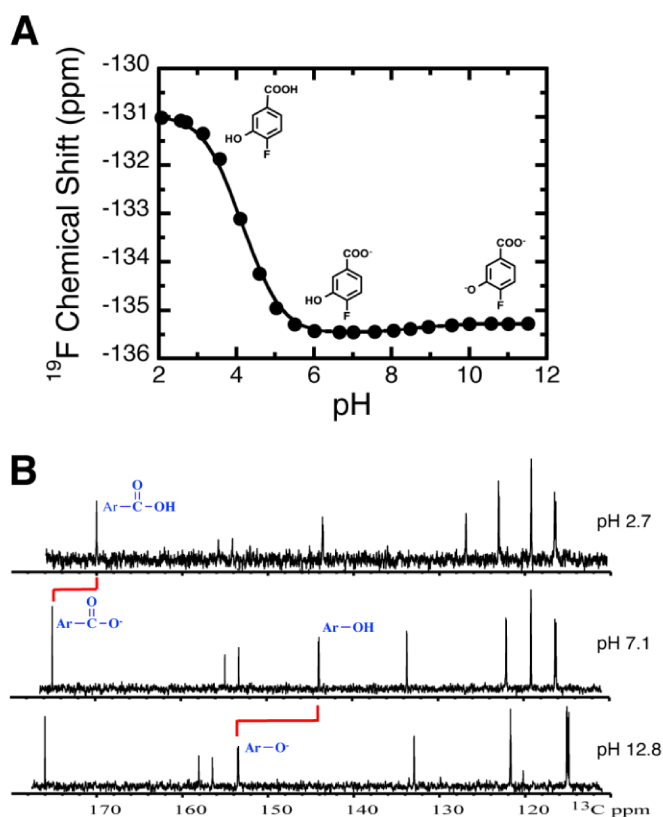 A
¹⁹F Chemical Shift (ppm)
-130
-131
-132
-133
-134
-135
-136
2
4
6
8
10
12
pH
COOH
HO
F
COO⁻
HO
F
COO⁻
⁻O
F
B
O
Ar—C—OH
pH 2.7
O
Ar—C—O⁻
Ar—OH
pH 7.1
Ar—O⁻
pH 12.8
170
160
150
140
130
120
¹³C ppm